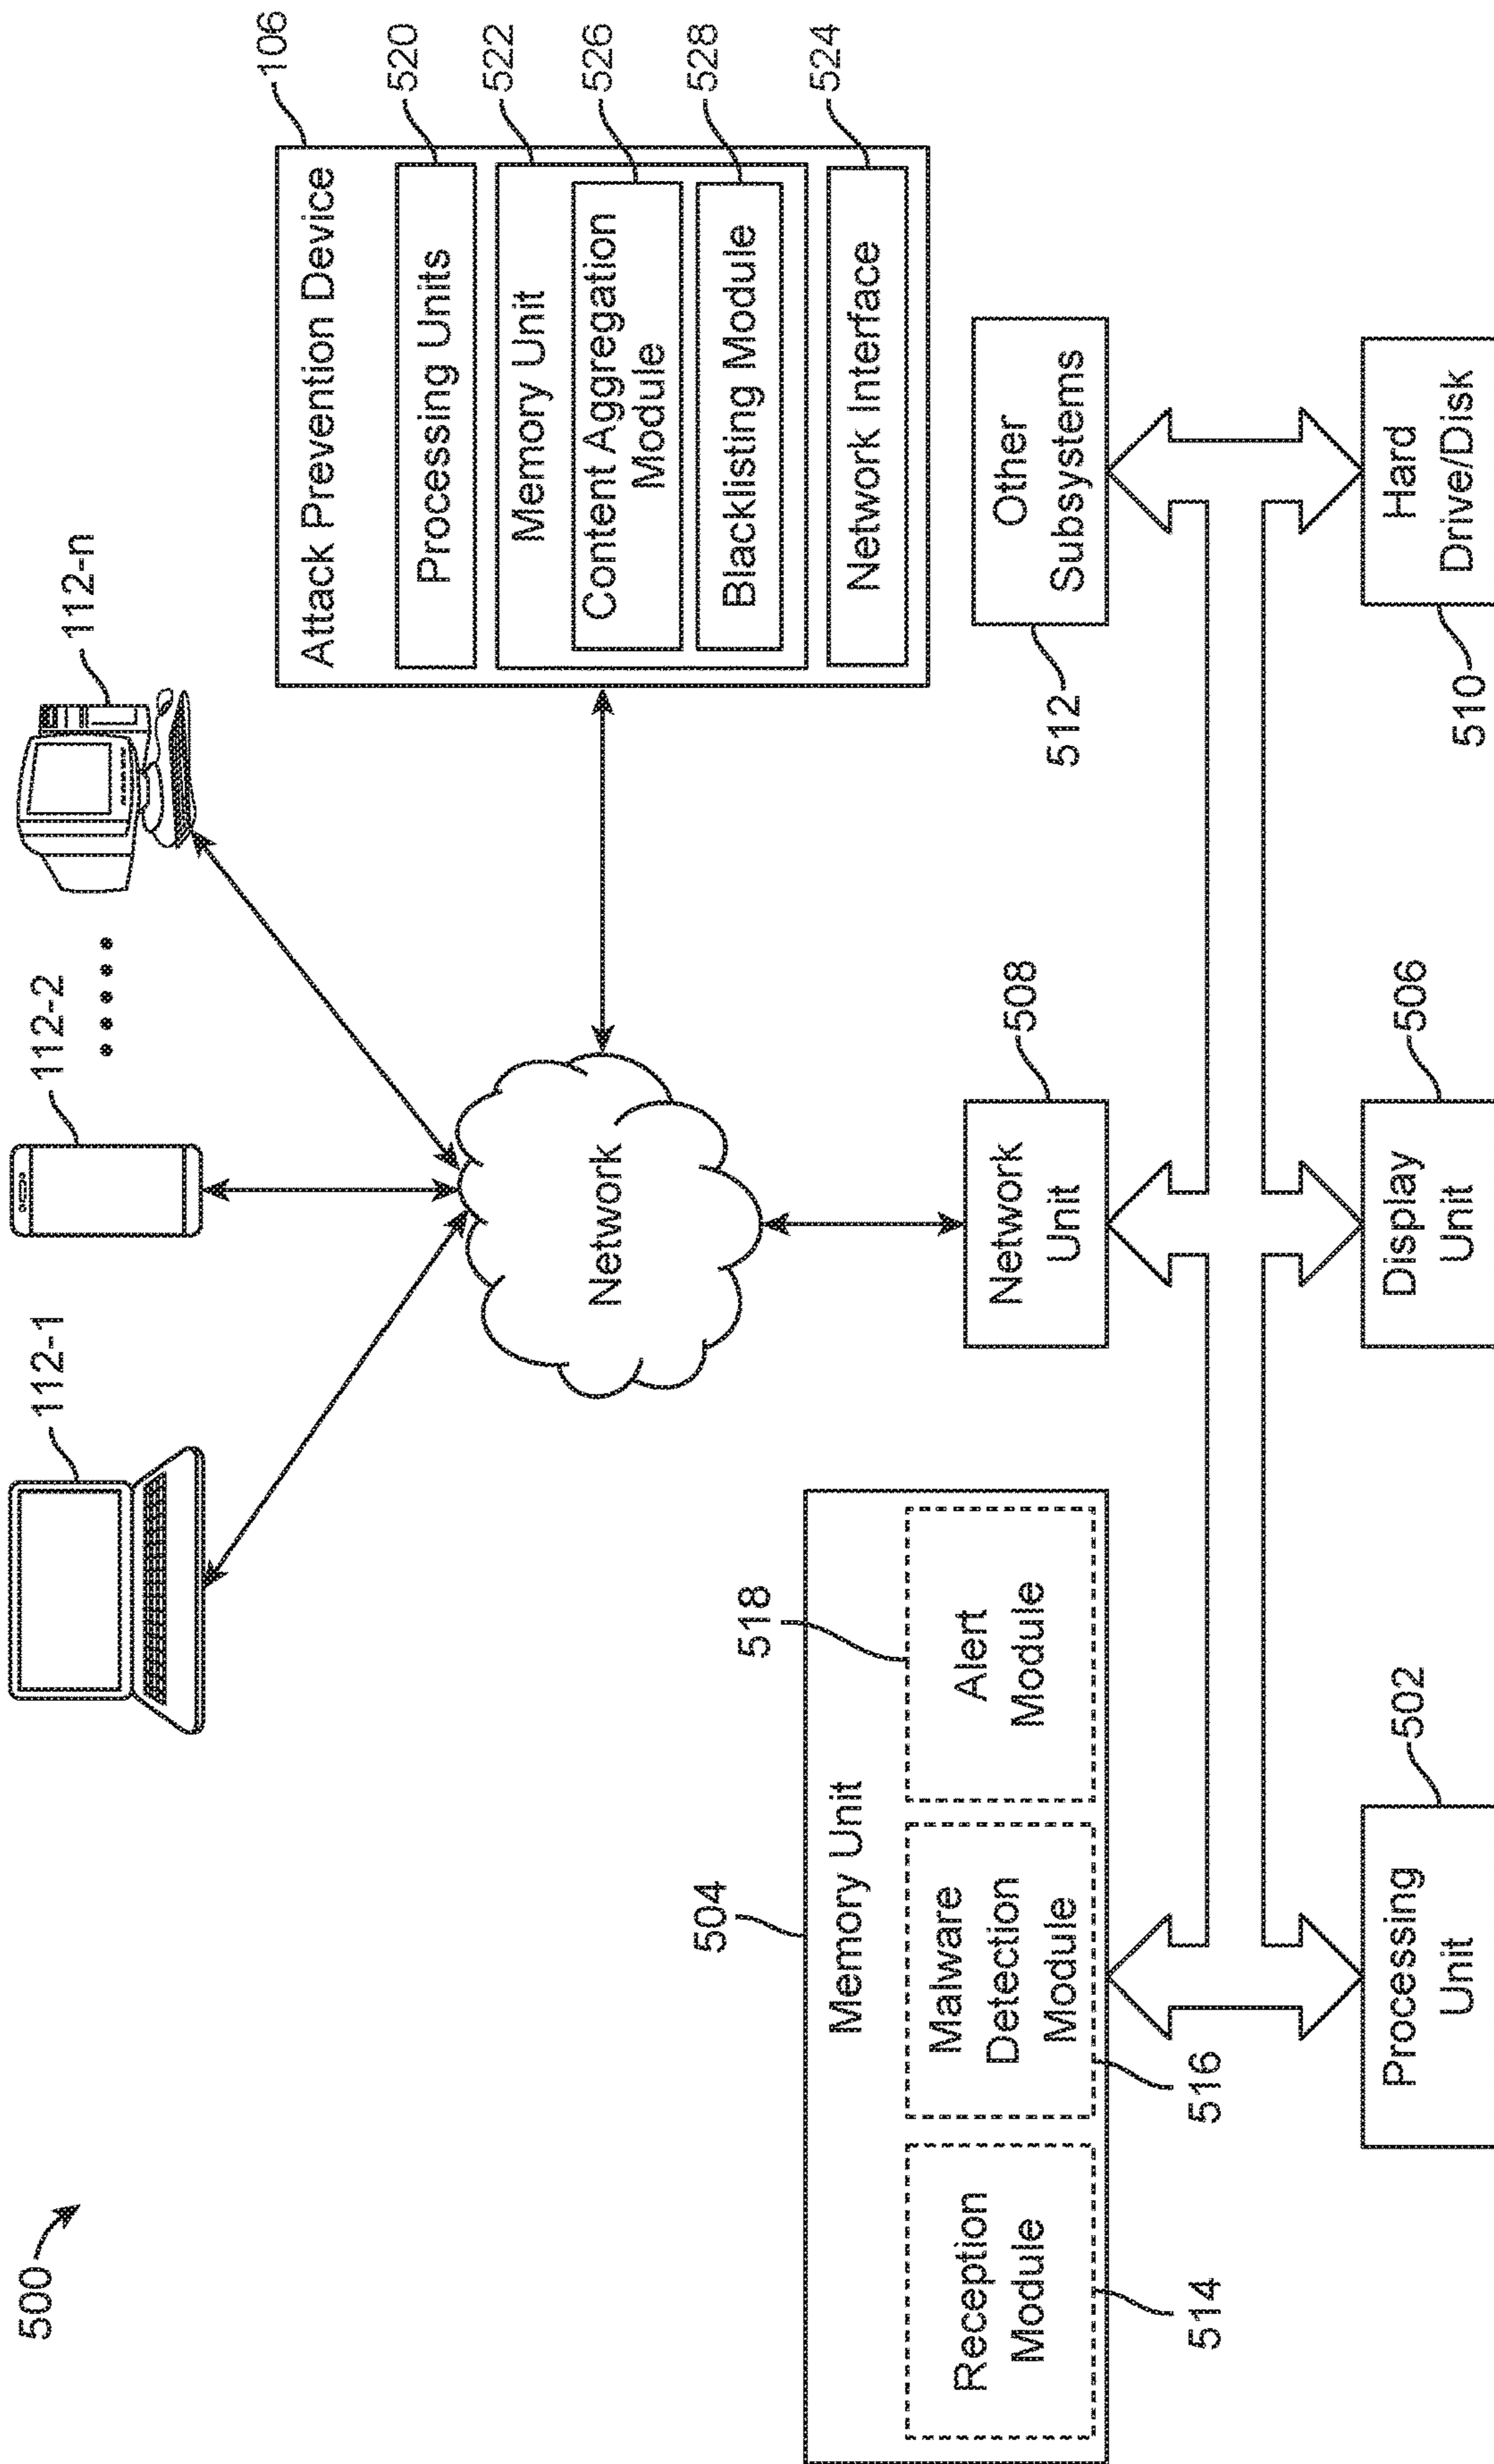 500
112-1
112-2
112-n
Network
Attack Prevention Device
106
Processing Units
520
Memory Unit
522
Content Aggregation
Module
526
Blacklisting Module
528
Network Interface
524
504
Memory Unit
518
Reception
Module
Malware
Detection
Module
Alert
Module
514
516
Network
Unit
508
Other
Subsystems
512
Processing
Unit
502
Display
Unit
506
Hard
Drive/Disk
510